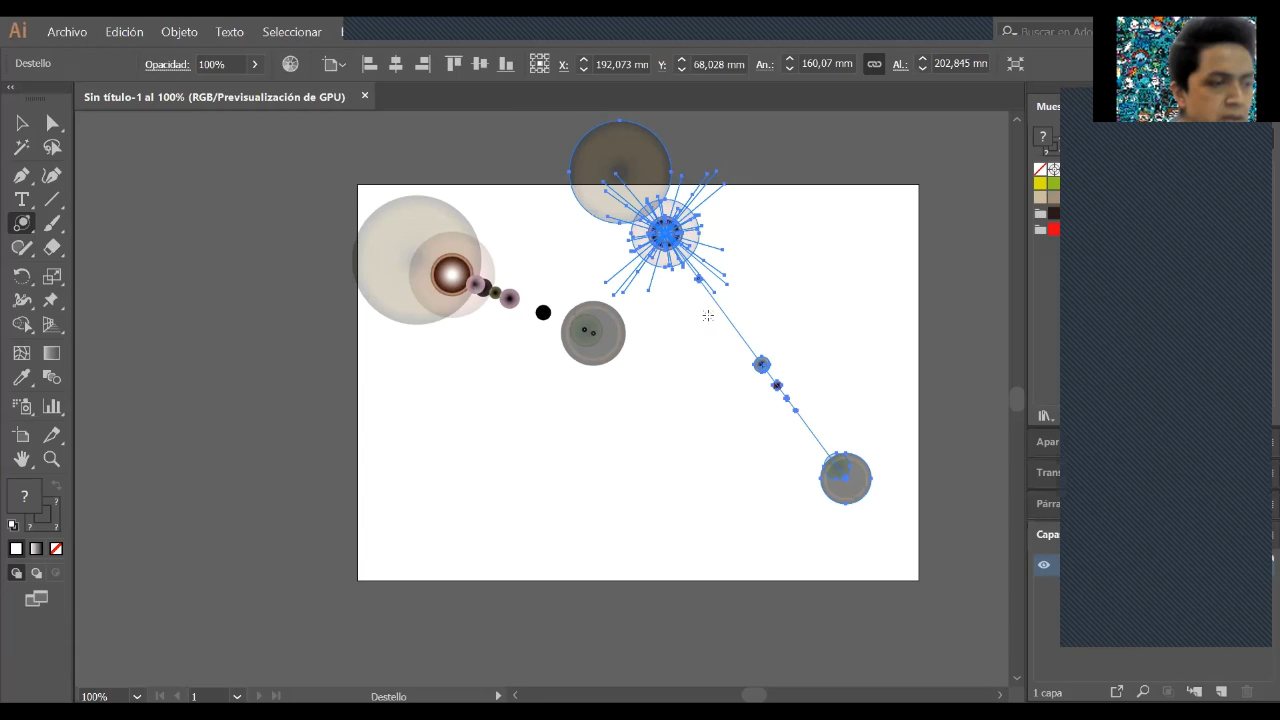 Ai Archivo Edición Objeto Texto Seleccionar Buscar en Ado
Destello Opacidad: 100% X: 192,073 mm Y: 68,028 mm An.: 160,07 mm Al.: 202,845 mm
Sin título-1 al 100% (RGB/Previsualización de GPU)
Mues
?
T
Apar
Trans
Párra
?
?
?
Capa
100% 1 Destello 1 capa